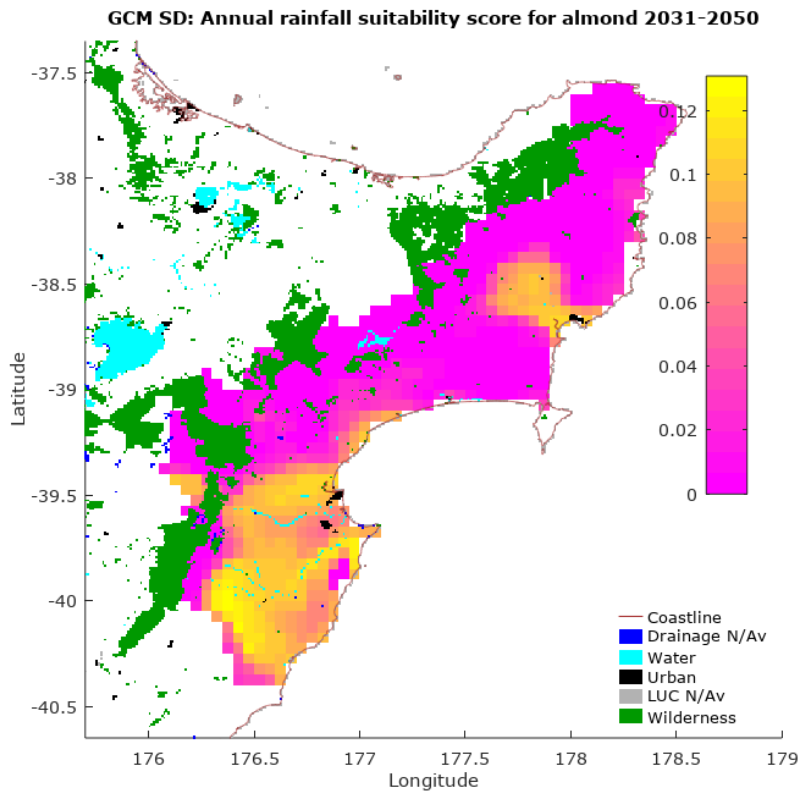 GCM SD: Annual rainfall suitability score for almond 2031-2050
-37.5
-38
-38.5
-39
-39.5
-40
-40.5
Latitude
0.12
0.1
0.08
0.06
0.04
0.02
0
Coastline
Drainage N/Av
Water
Urban
LUC N/Av
Wilderness
176
176.5
177
177.5
178
178.5
179
Longitude